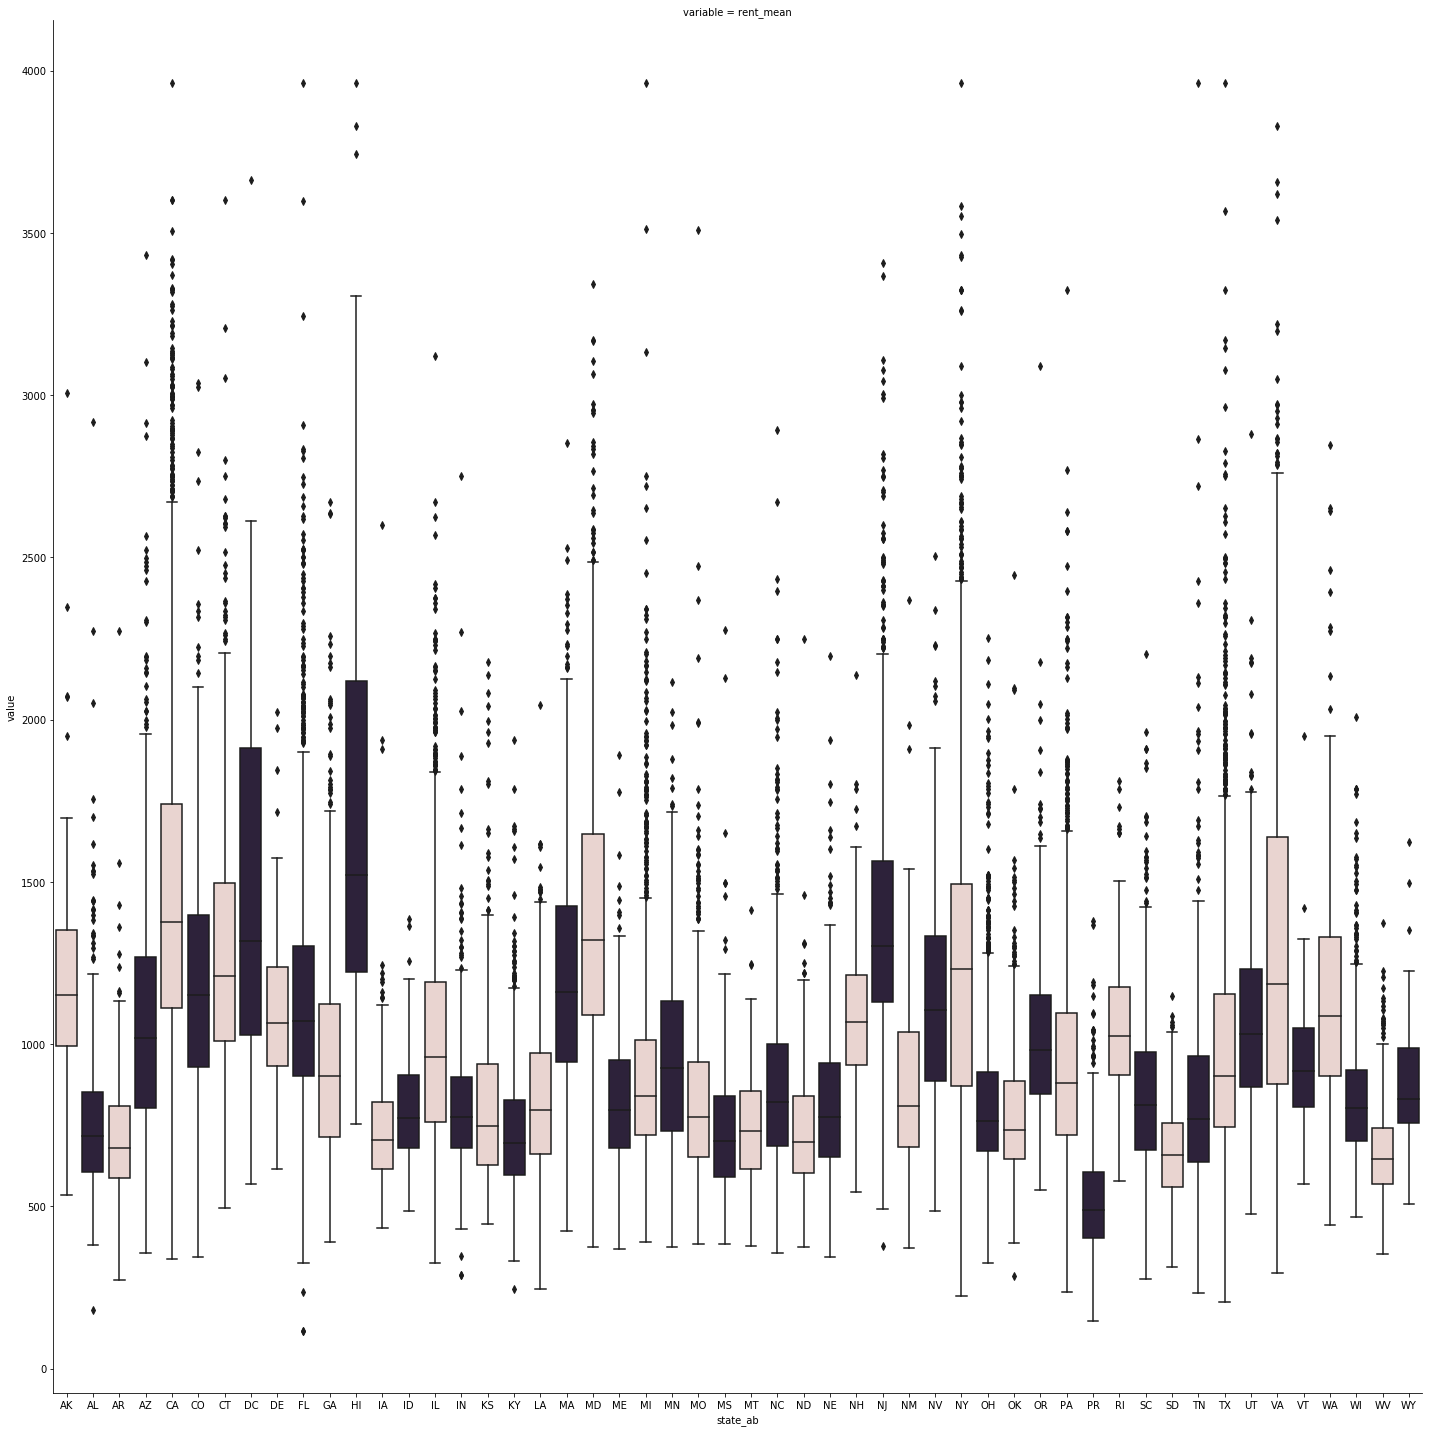 variable = rent_mean
4000
3500
3000
2500
2000
1500
1000
500
0
value
AK AL AR AZ CA CO CT DC DE FL GA HI IA ID IL IN KS KY LA MA MD ME MI MN MO MS MT NC ND NE NH NJ NM NV NY OH OK OR PA PR RI SC SD TN TX UT VA VT WA WI WV WY
state_ab